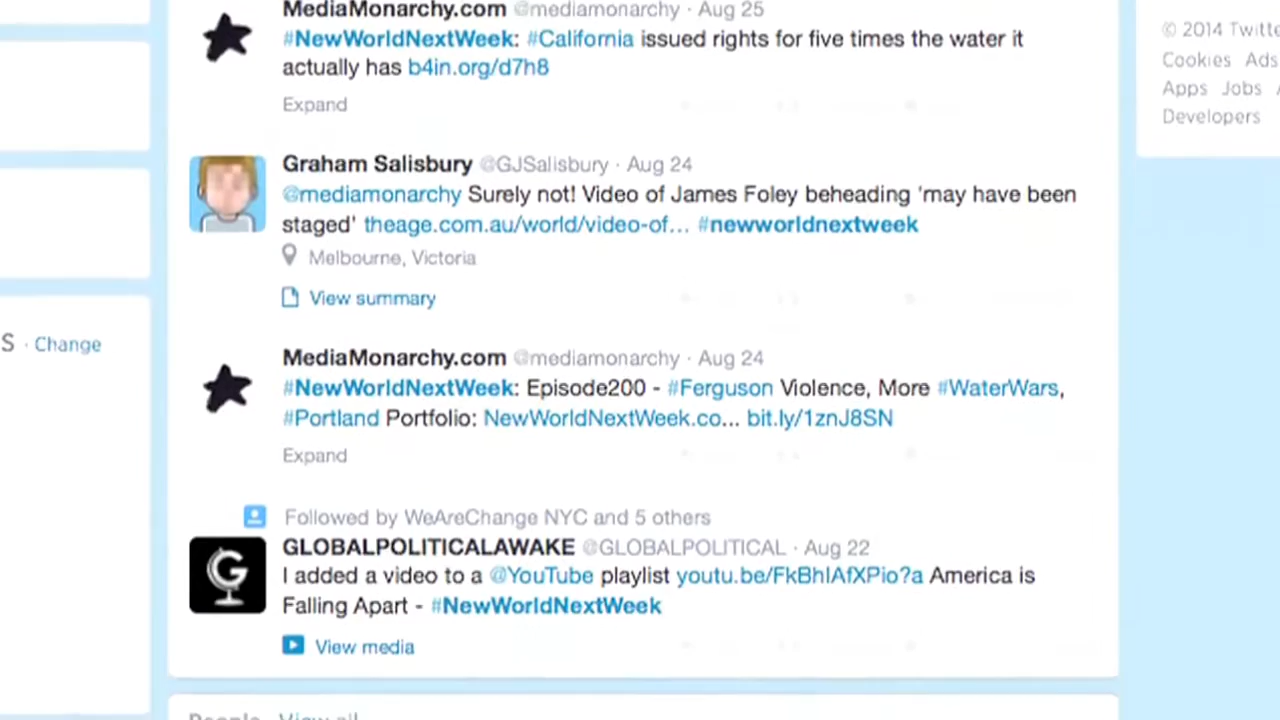 MediaMonarchy.com @mediamonarchy · Aug 25
#NewWorldNextWeek: #California issued rights for five times the water it
actually has b4in.org/d7h8
Expand
Graham Salisbury @GJSalisbury · Aug 24
@mediamonarchy Surely not! Video of James Foley beheading 'may have been
staged' theage.com.au/world/video-of... #newworldnextweek
Melbourne, Victoria
View summary
MediaMonarchy.com @mediamonarchy · Aug 24
#NewWorldNextWeek: Episode200 - #Ferguson Violence, More #WaterWars,
#Portland Portfolio: NewWorldNextWeek.co... bit.ly/1znJ8SN
Expand
Followed by WeAreChange NYC and 5 others
GLOBALPOLITICALAWAKE @GLOBALPOLITICAL · Aug 22
I added a video to a @YouTube playlist youtu.be/FkBhlAfXPio?a America is
Falling Apart - #NewWorldNextWeek
View media
People · View all
S · Change
© 2014 Twitte
Cookies Ads
Apps Jobs
Developers